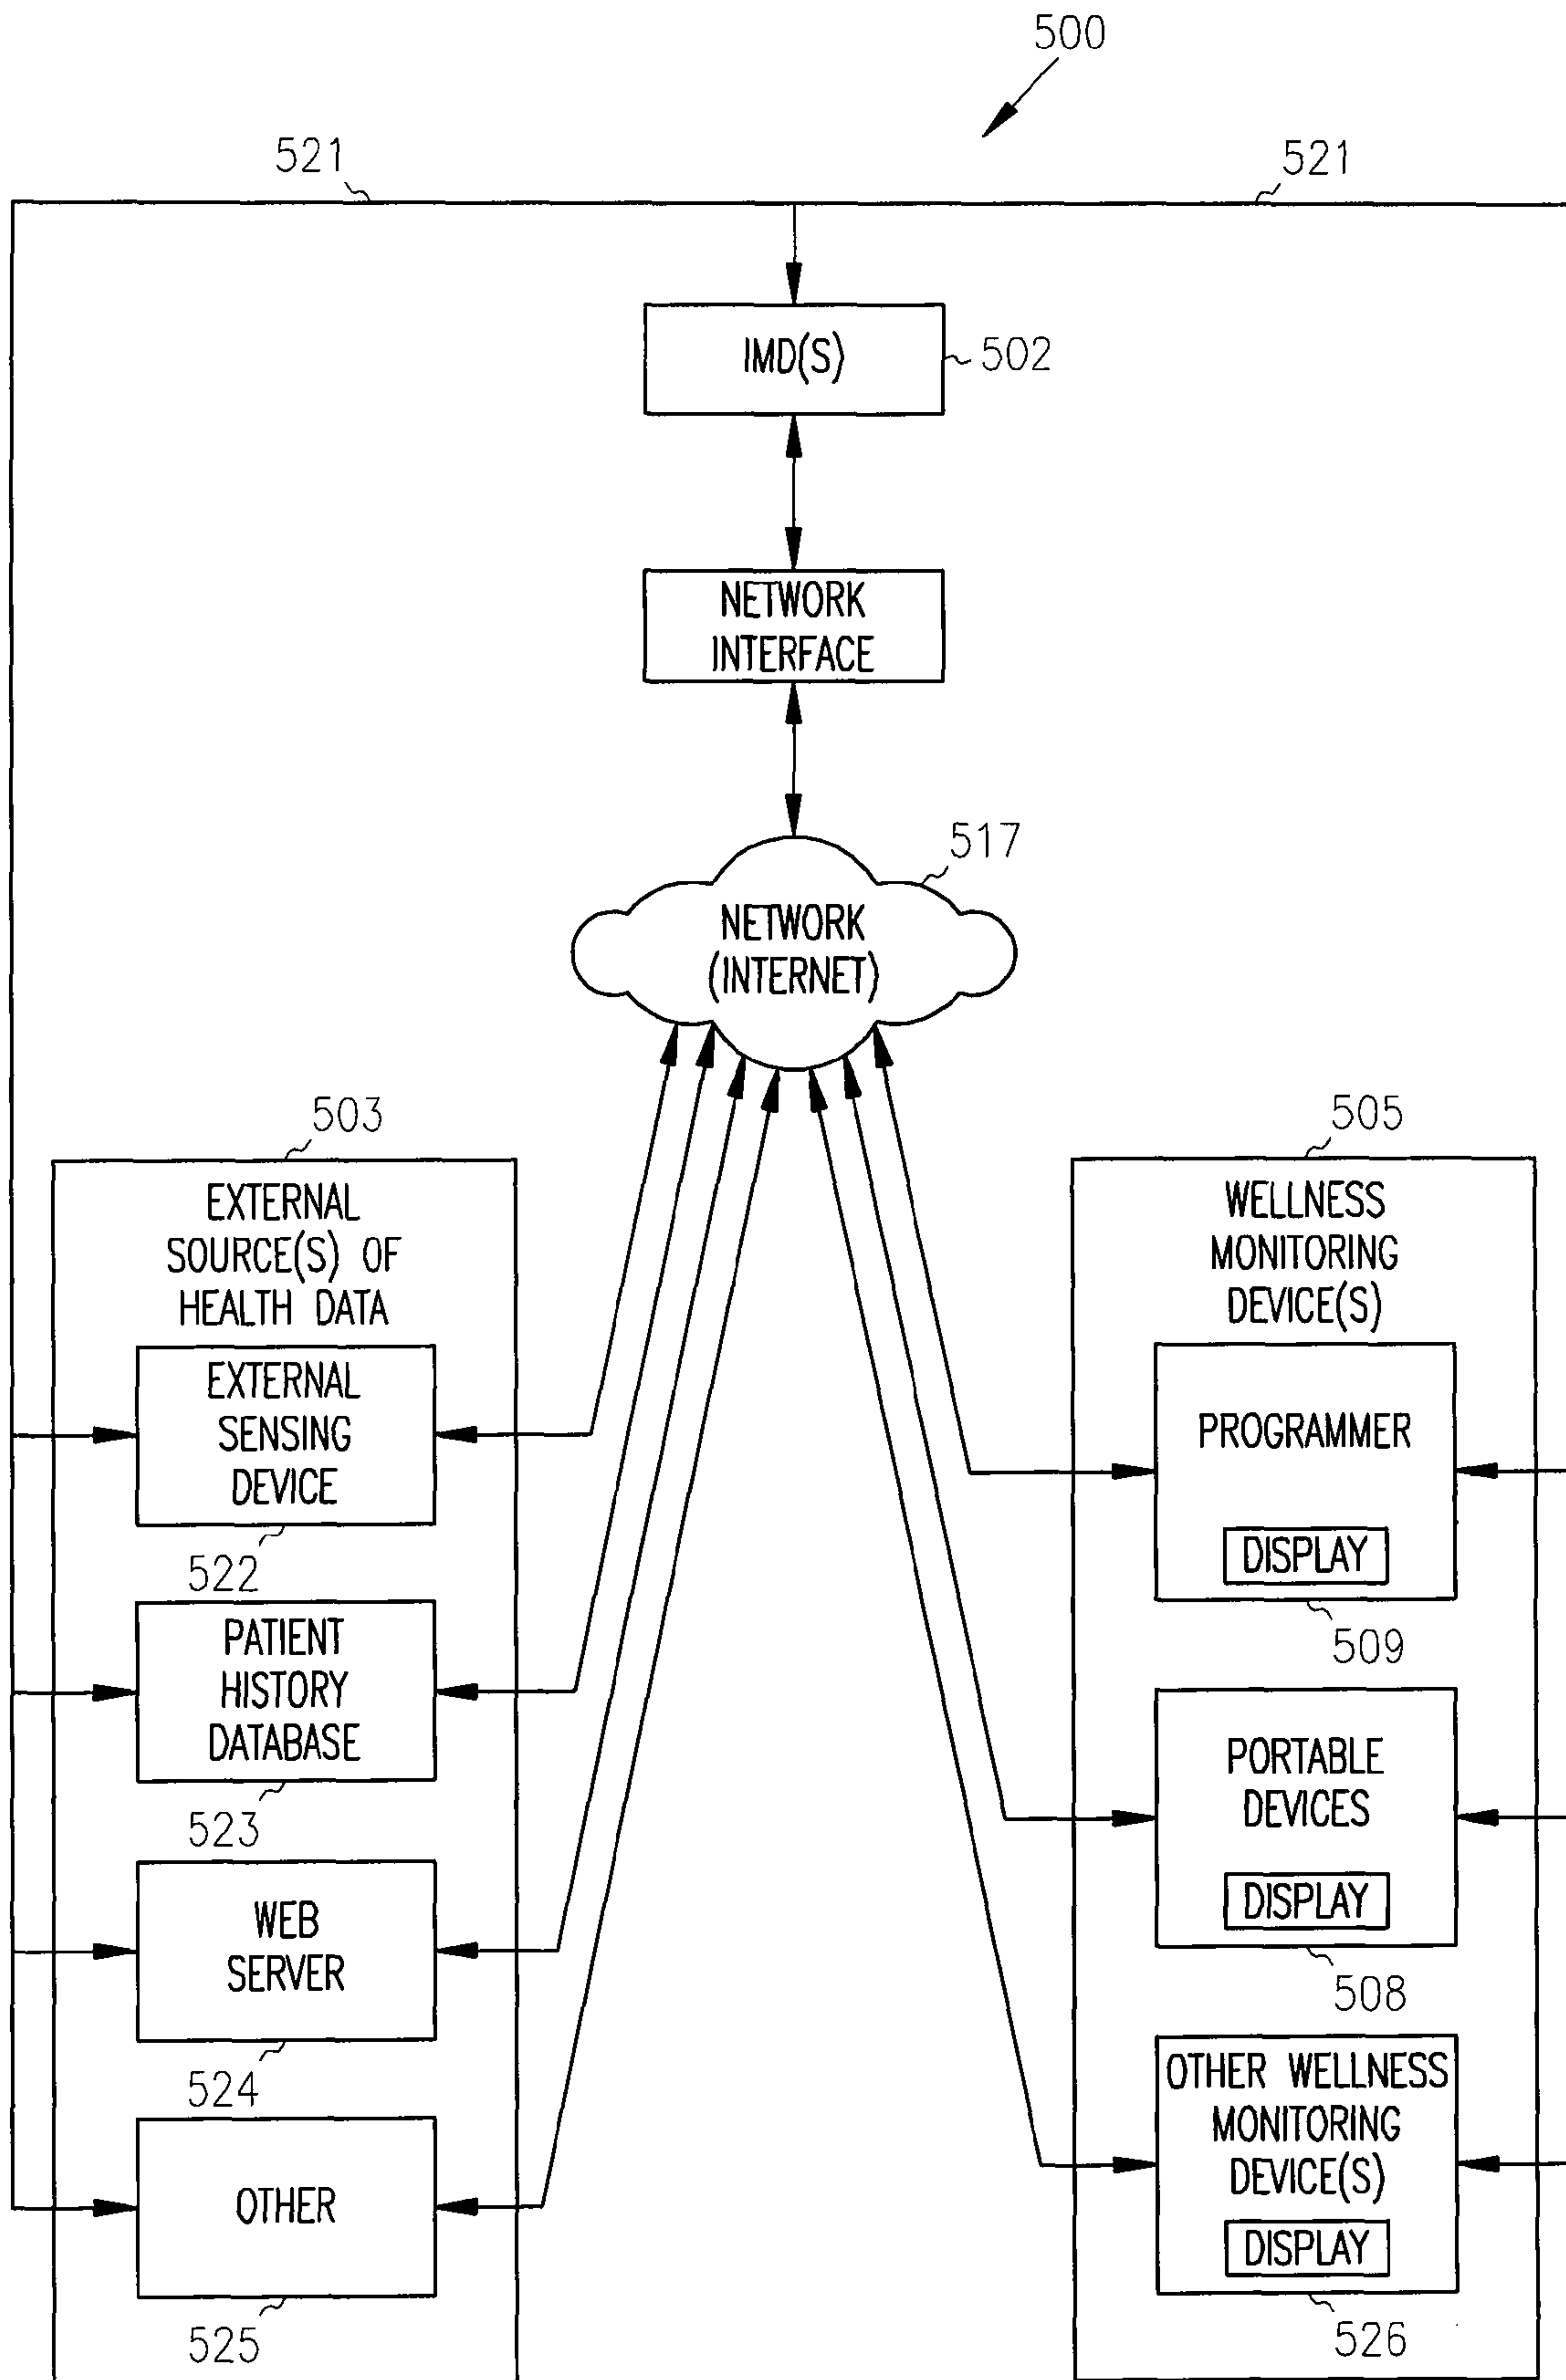 500
521
521
IMD(S)
502
NETWORK
INTERFACE
517
NETWORK
(INTERNET)
503
EXTERNAL
SOURCE(S) OF
HEALTH DATA
EXTERNAL
SENSING
DEVICE
522
PATIENT
HISTORY
DATABASE
523
WEB
SERVER
524
OTHER
525
505
WELLNESS
MONITORING
DEVICE(S)
PROGRAMMER
DISPLAY
509
PORTABLE
DEVICES
DISPLAY
508
OTHER WELLNESS
MONITORING
DEVICE(S)
DISPLAY
526